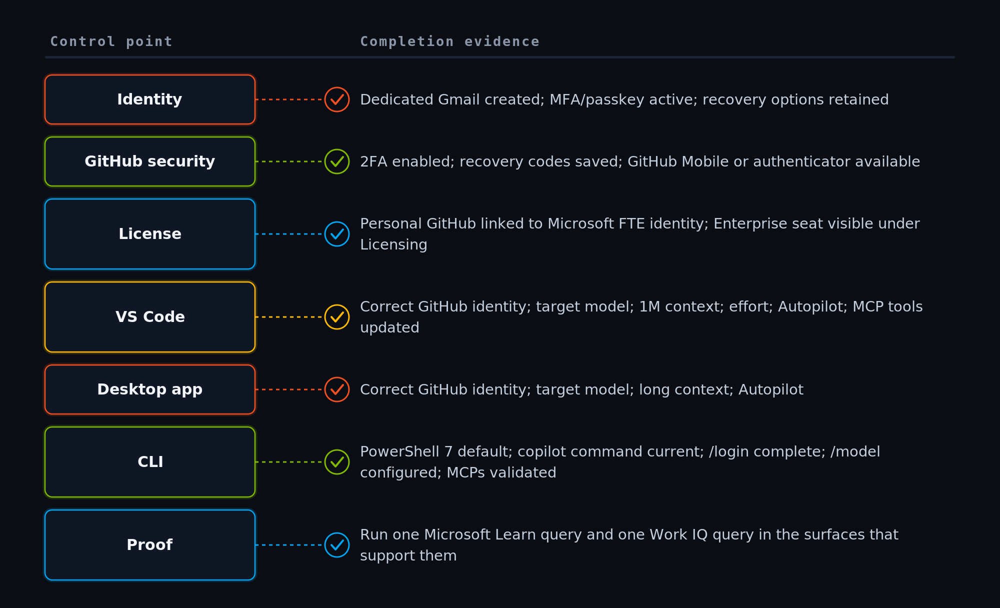 Control point
Completion evidence
Identity
Dedicated Gmail created; MFA/passkey active; recovery options retained
GitHub security
2FA enabled; recovery codes saved; GitHub Mobile or authenticator available
License
Personal GitHub linked to Microsoft FTE identity; Enterprise seat visible under
Licensing
VS Code
Correct GitHub identity; target model; 1M context; effort; Autopilot; MCP tools
updated
Desktop app
Correct GitHub identity; target model; long context; Autopilot
CLI
PowerShell 7 default; copilot command current; /login complete; /model
configured; MCPs validated
Proof
Run one Microsoft Learn query and one Work IQ query in the surfaces that
support them